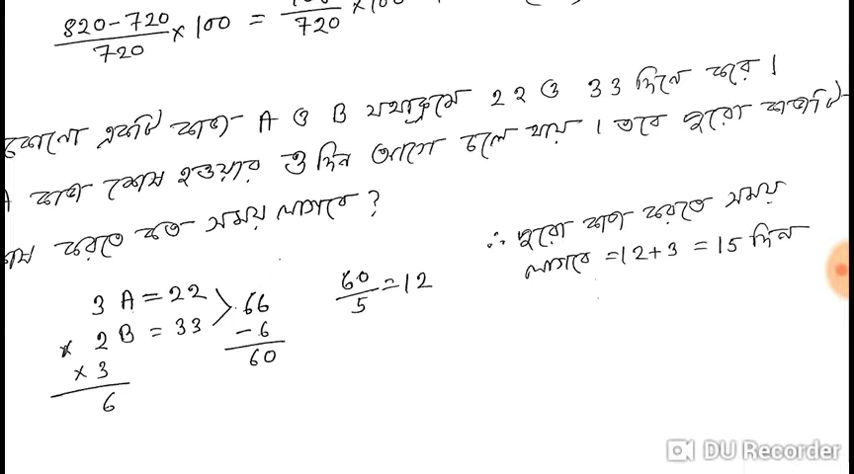 820-720/720 × 100 = /720 × 100
কোনো একটি কাজ A ও B যথাক্রমে 22 ও 33 দিনে করে।
A কাজ শেষ হওয়ার 3 দিন আগে চলে যায়। তবে পুরো কাজটি
শেষ করতে কত সময় লাগবে?
∴ পুরো কাজ করতে সময়
লাগবে = 12+3 = 15 দিন
3 A = 22 > 66
60/5 = 12
× 2 B = 33 - 6
× 3 60
6
DU Recorder